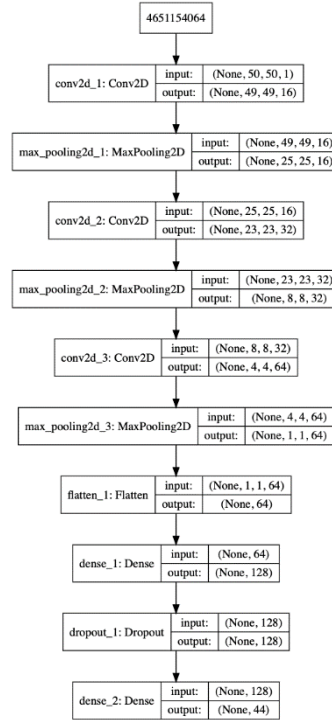 4651154064
conv2d_1: Conv2D input: (None, 50, 50, 1)
output: (None, 49, 49, 16)
max_pooling2d_1: MaxPooling2D input: (None, 49, 49, 16)
output: (None, 25, 25, 16)
conv2d_2: Conv2D input: (None, 25, 25, 16)
output: (None, 23, 23, 32)
max_pooling2d_2: MaxPooling2D input: (None, 23, 23, 32)
output: (None, 8, 8, 32)
conv2d_3: Conv2D input: (None, 8, 8, 32)
output: (None, 4, 4, 64)
max_pooling2d_3: MaxPooling2D input: (None, 4, 4, 64)
output: (None, 1, 1, 64)
flatten_1: Flatten input: (None, 1, 1, 64)
output: (None, 64)
dense_1: Dense input: (None, 64)
output: (None, 128)
dropout_1: Dropout input: (None, 128)
output: (None, 128)
dense_2: Dense input: (None, 128)
output: (None, 44)